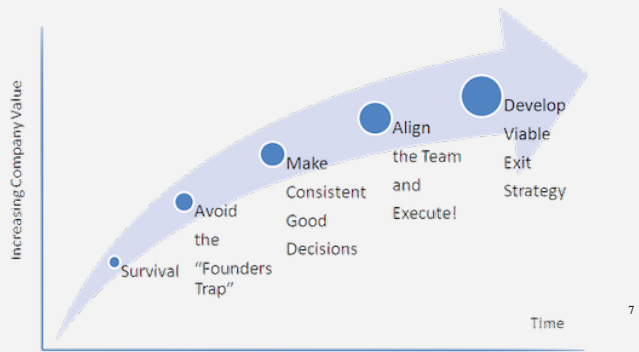 Increasing Company Value
Survival
Avoid
the
"Founders
Trap"
Make
Consistent
Good
Decisions
Align
the Team
and
Execute!
Develop
Viable
Exit
Strategy
Time
7